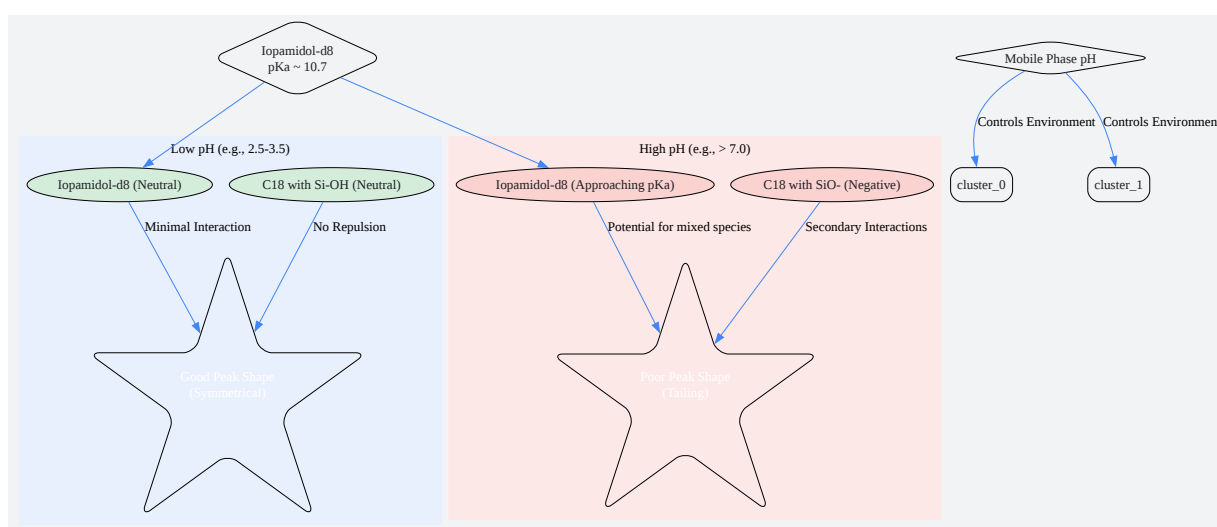 Iopamidol-d8
pKa ~ 10.7
Mobile Phase pH
Controls Environment
Controls Environmen
Low pH (e.g., 2.5-3.5)
High pH (e.g., > 7.0)
Iopamidol-d8 (Neutral)
C18 with Si-OH (Neutral)
Iopamidol-d8 (Approaching pKa)
C18 with SiO- (Negative)
cluster_0
cluster_1
Minimal Interaction
No Repulsion
Potential for mixed species
Secondary Interactions
Good Peak Shape
(Symmetrical)
Poor Peak Shape
(Tailing)